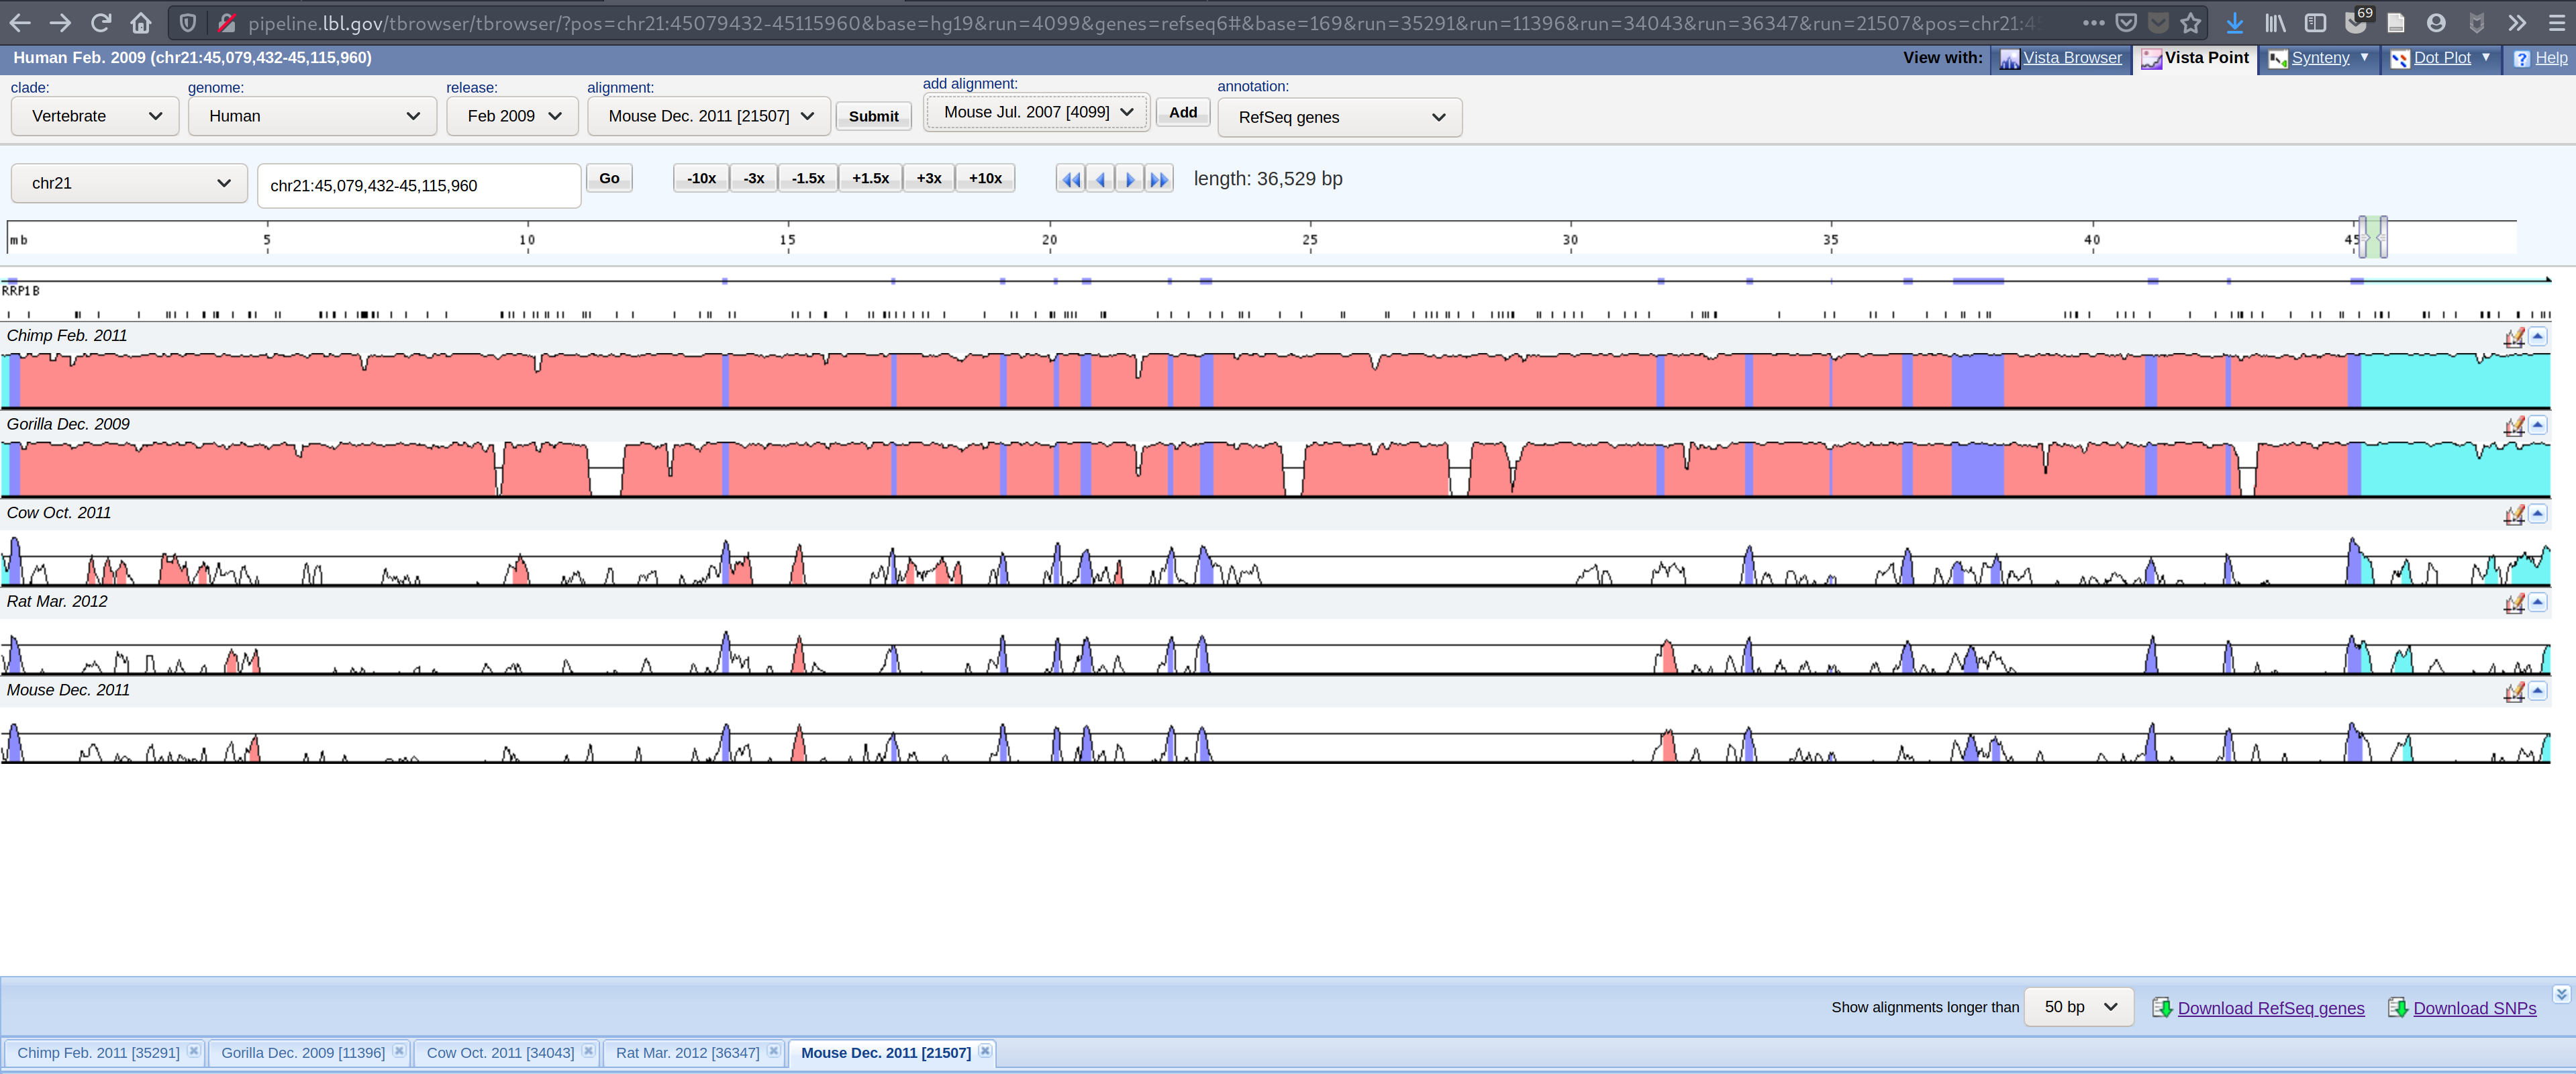 pipeline.lbl.gov/tbrowser/tbrowser/?pos=chr21:45079432-45115960&base=hg19&run=4099&genes=refseq6#&base=169&run=35291&run=11396&run=34043&run=36347&run=21507&pos=chr21:45
69
Human Feb. 2009 (chr21:45,079,432-45,115,960)
View with: Vista Browser Vista Point Synteny Dot Plot Help
clade: genome: release: alignment: add alignment: annotation:
Vertebrate Human Feb 2009 Mouse Dec. 2011 [21507] Submit Mouse Jul. 2007 [4099] Add RefSeq genes
chr21 chr21:45,079,432-45,115,960 Go -10x -3x -1.5x +1.5x +3x +10x length: 36,529 bp
mb 5 10 15 20 25 30 35 40 45
RRP1B
Chimp Feb. 2011
Gorilla Dec. 2009
Cow Oct. 2011
Rat Mar. 2012
Mouse Dec. 2011
Show alignments longer than 50 bp Download RefSeq genes Download SNPs
Chimp Feb. 2011 [35291] Gorilla Dec. 2009 [11396] Cow Oct. 2011 [34043] Rat Mar. 2012 [36347] Mouse Dec. 2011 [21507]